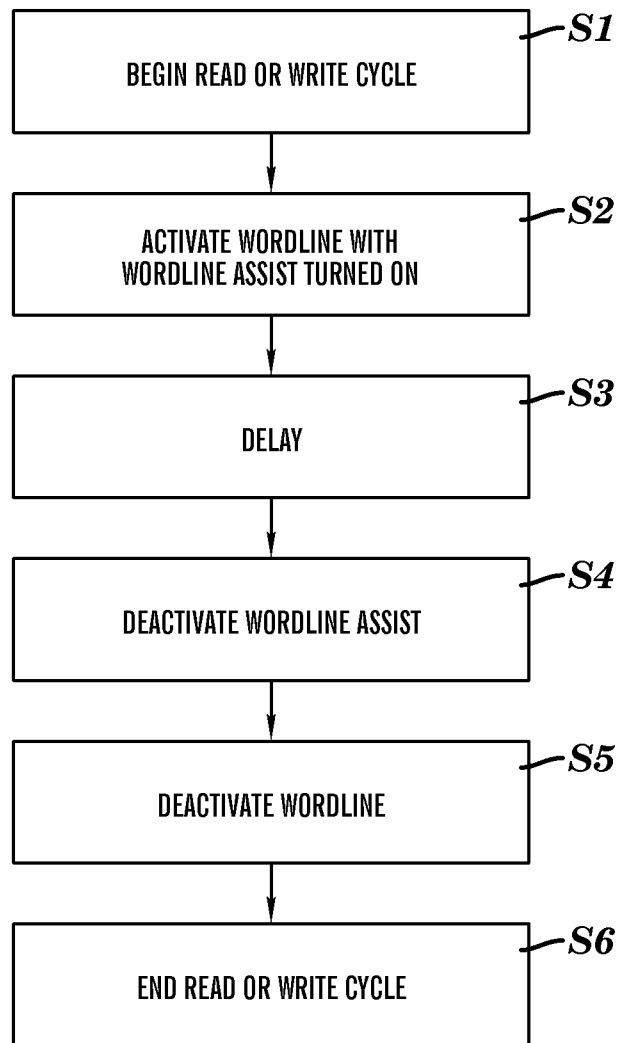 S1
BEGIN READ OR WRITE CYCLE
S2
ACTIVATE WORDLINE WITH
WORDLINE ASSIST TURNED ON
S3
DELAY
S4
DEACTIVATE WORDLINE ASSIST
S5
DEACTIVATE WORDLINE
S6
END READ OR WRITE CYCLE